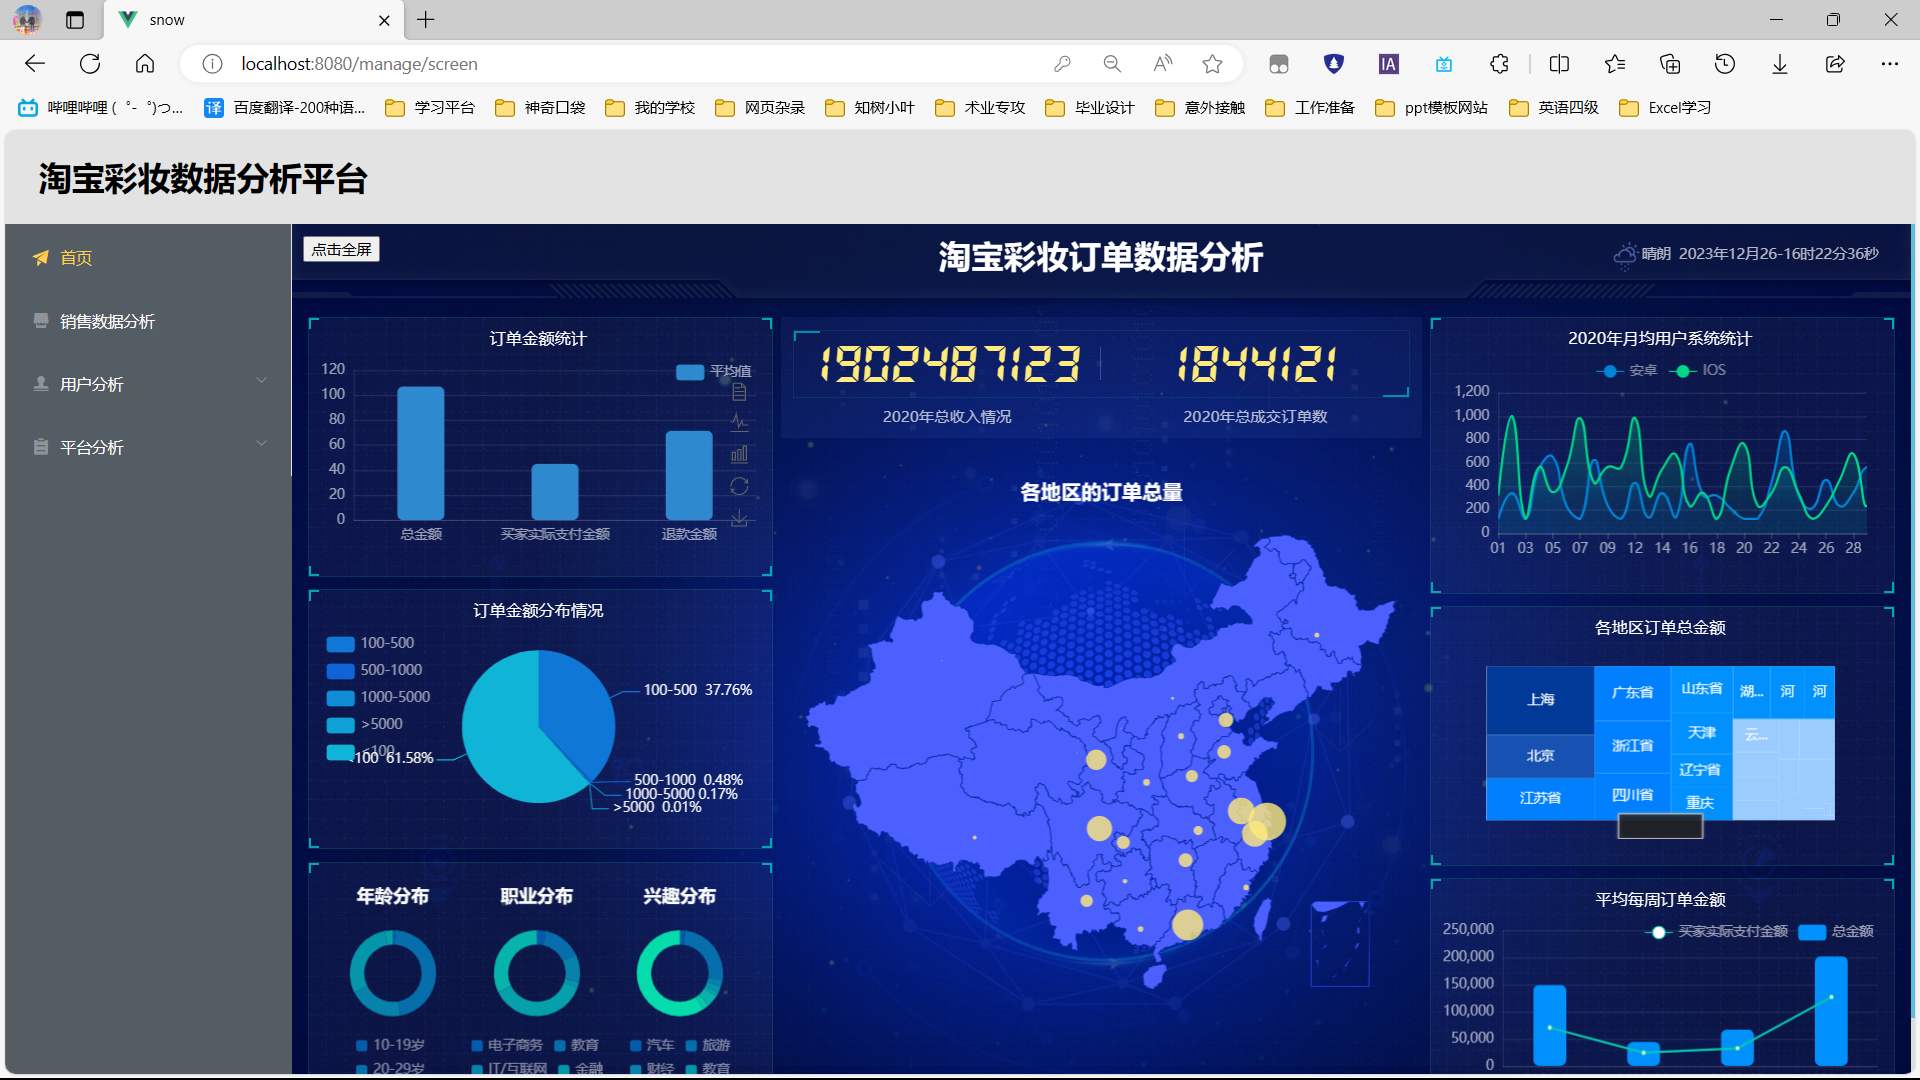 snow
localhost:8080/manage/screen
哔哩哔哩 (゜-゜)つ...
百度翻译-200种语...
学习平台
神奇口袋
我的学校
网页杂录
知树小叶
术业专攻
毕业设计
意外接触
工作准备
ppt模板网站
英语四级
Excel学习
淘宝彩妆数据分析平台
首页
销售数据分析
用户分析
平台分析
点击全屏
淘宝彩妆订单数据分析
晴朗 2023年12月26-16时22分36秒
订单金额统计
平均值
120
100
80
60
40
20
0
总金额 买家实际支付金额 退款金额
订单金额分布情况
100-500
500-1000
1000-5000
>5000
<100
100-500 37.76%
<100 61.58%
500-1000 0.48%
1000-5000 0.17%
>5000 0.01%
年龄分布 职业分布 兴趣分布
10-19岁 电子商务 教育 汽车 旅游
20-29岁 IT/互联网 金融 财经 教育
1902487123 1844121
2020年总收入情况 2020年总成交订单数
各地区的订单总量
2020年月均用户系统统计
安卓 IOS
1,200
1,000
800
600
400
200
0
01 03 05 07 09 12 14 16 18 20 22 24 26 28
各地区订单总金额
上海
北京
江苏省
广东省
浙江省
四川省
山东省
天津
辽宁省
重庆
湖...
河
河
云...
平均每周订单金额
买家实际支付金额 总金额
250,000
200,000
150,000
100,000
50,000
0